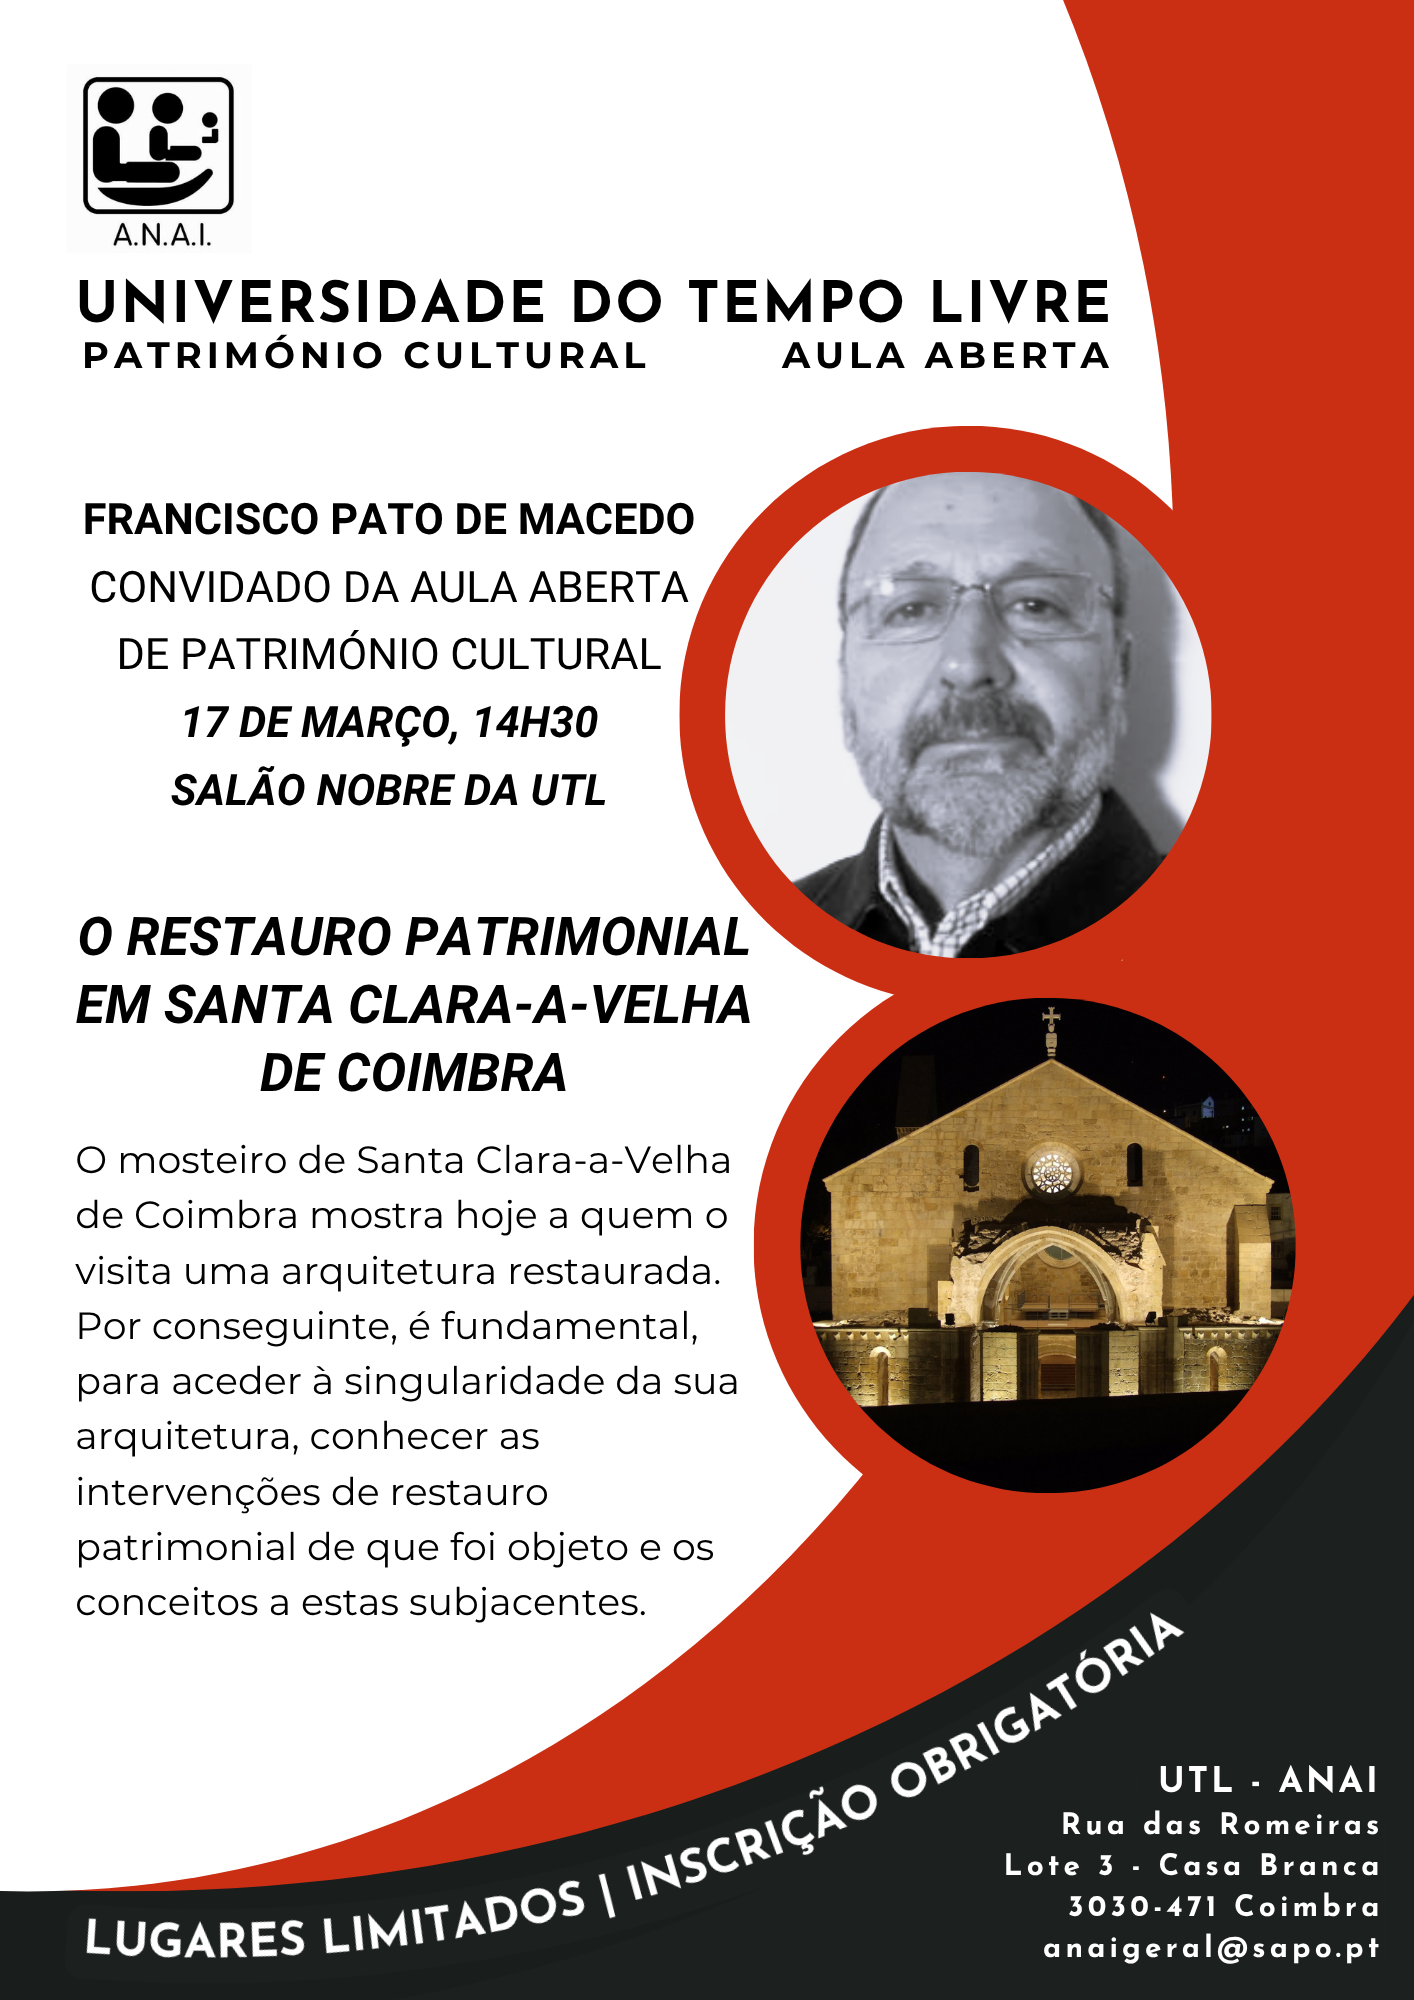 A.N.A.I.
UNIVERSIDADE DO TEMPO LIVRE
PATRIMÓNIO CULTURAL AULA ABERTA
FRANCISCO PATO DE MACEDO
CONVIDADO DA AULA ABERTA
DE PATRIMÓNIO CULTURAL
17 DE MARÇO, 14H30
SALÃO NOBRE DA UTL
O RESTAURO PATRIMONIAL
EM SANTA CLARA-A-VELHA
DE COIMBRA
O mosteiro de Santa Clara-a-Velha
de Coimbra mostra hoje a quem o
visita uma arquitetura restaurada.
Por conseguinte, é fundamental,
para aceder à singularidade da sua
arquitetura, conhecer as
intervenções de restauro
patrimonial de que foi objeto e os
conceitos a estas subjacentes.
LUGARES LIMITADOS | INSCRIÇÃO OBRIGATÓRIA
UTL - ANAI
Rua das Romeiras
Lote 3 - Casa Branca
3030-471 Coimbra
anaigeral@sapo.pt